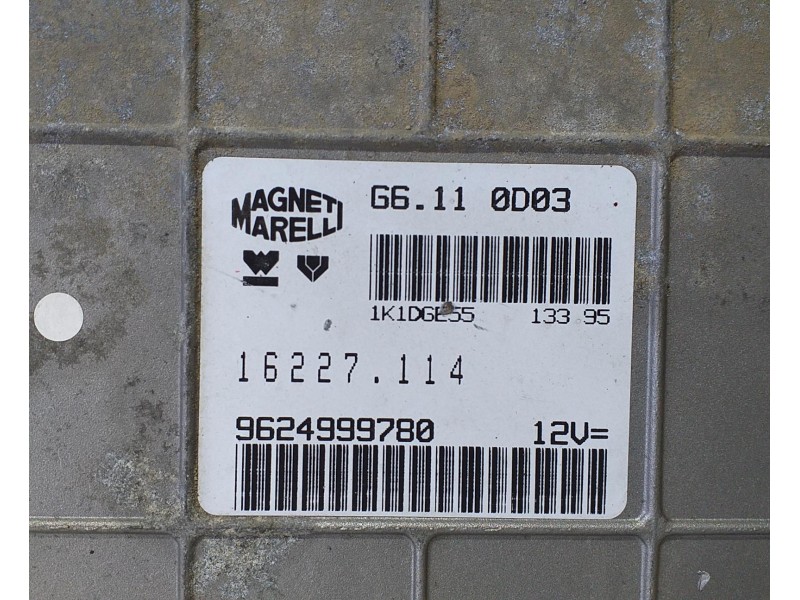 MAGNETI
MARELLI
G6.11 0D03
1K1DGE55 133 95
16227.114
9624999780 12V=